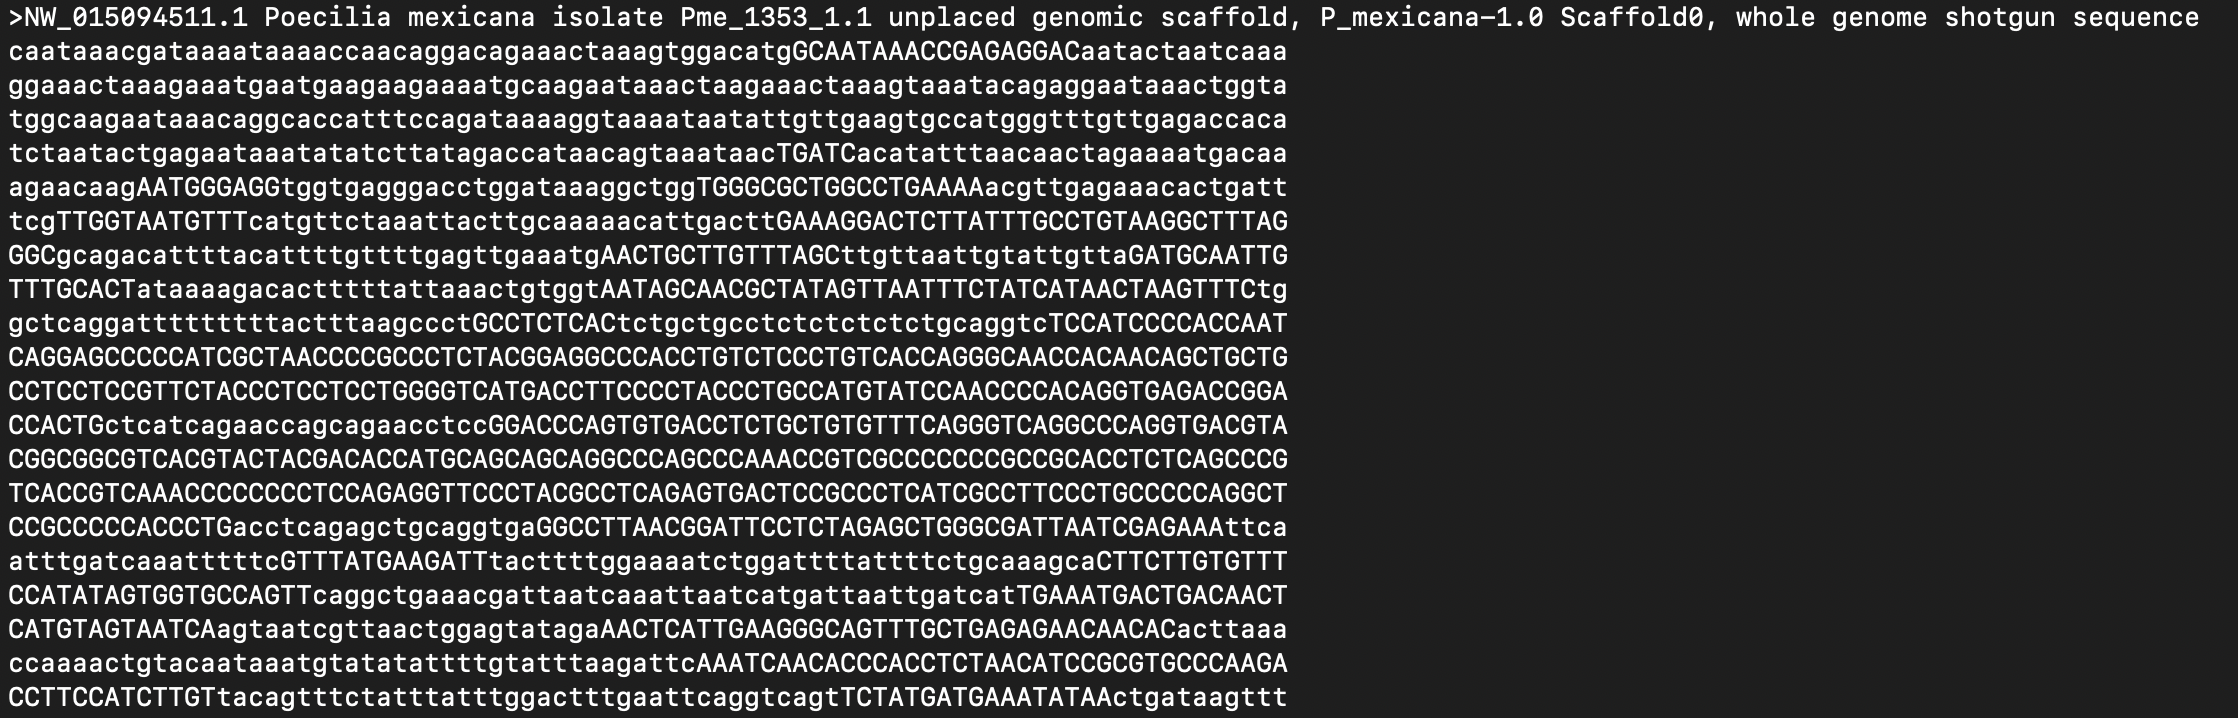 >NW_015094511.1 Poecilia mexicana isolate Pme_1353_1.1 unplaced genomic scaffold, P_mexicana-1.0 Scaffold0, whole genome shotgun sequence
caataaacgataaaataaaaccaacaggacagaaactaaagtggacatgGCAATAAACCGAGAGGACaatactaatcaaa
ggaaactaaagaaatgaatgaagaagaaaatgcaagaataaactaagaaactaaagtaaatacagaggaataaactggta
tggcaagaataaacaggcaccatttccagataaaaggtaaaataatattgttgaagtgccatgggtttgttgagaccaca
tctaatactgagaataaatatatcttatagaccataacagtaaataacTGATCacatatttaacaactagaaaatgacaa
agaacaagAATGGGAGGtggtgagggacctggataaaggctggTGGGCGCTGGCCTGAAAAacgttgagaaacactgatt
tcgTTGGTAATGTTTcatgttctaaattacttgcaaaaacattgacttGAAAGGACTCTTATTTGCCTGTAAGGCTTTAG
GGCgcagacattttacattttgttttgagttgaaatgAACTGCTTGTTTAGCttgttaattgtattgttaGATGCAATTG
TTTGCACTataaaagacactttttattaaactgtggtAATAGCAACGCTATAGTTAATTTCTATCATAACTAAGTTTCtg
gctcaggatttttttttactttaagccctGCCTCTCACtctgctgcctctctctctctgcaggtcTCCATCCCCACCAAT
CAGGAGCCCCCATCGCTAACCCCGCCCTCTACGGAGGCCCACCTGTCTCCCTGTCACCAGGGCAACCACAACAGCTGCTG
CCTCCTCCGTTCTACCCTCCTCCTGGGGTCATGACCTTCCCCTACCCTGCCATGTATCCAACCCCACAGGTGAGACCGGA
CCACTGctcatcagaaccagcagaacctccGGACCCAGTGTGACCTCTGCTGTGTTTCAGGGTCAGGCCCAGGTGACGTA
CGGCGGCGTCACGTACTACGACACCATGCAGCAGCAGGCCCAGCCCAAACCGTCGCCCCCCCGCCGCACCTCTCAGCCCG
TCACCGTCAAACCCCCCCCTCCAGAGGTTCCCTACGCCTCAGAGTGACTCCGCCCTCATCGCCTTCCCTGCCCCCAGGCT
CCGCCCCCACCCTGacctcagagctgcaggtgaGGCCTTAACGGATTCCTCTAGAGCTGGGCGATTAATCGAGAAAttca
atttgatcaaatttttcGTTTATGAAGATTTacttttggaaaatctggattttattttctgcaaagcaCTTCTTGTGTTT
CCATATAGTGGTGCCAGTTcaggctgaaacgattaatcaaattaatcatgattaattgatcatTGAAATGACTGACAACT
CATGTAGTAATCAagtaatcgttaactggagtatagaAACTCATTGAAGGGCAGTTTGCTGAGAGAACAACACacttaaa
ccaaaactgtacaataaatgtatatattttgtatttaagattcAAATCAACACCCACCTCTAACATCCGCGTGCCCAAGA
CCTTCCATCTTGTtacagtttctatttatttggactttgaattcaggtcagtTCTATGATGAAATATAActgataagttt